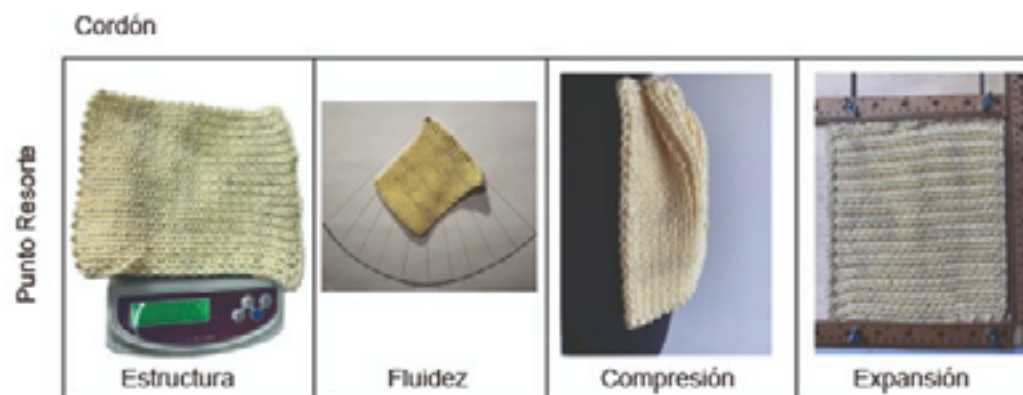 Cordón
Punto Resorte
Estructura
Fluidez
Compresión
Expansión